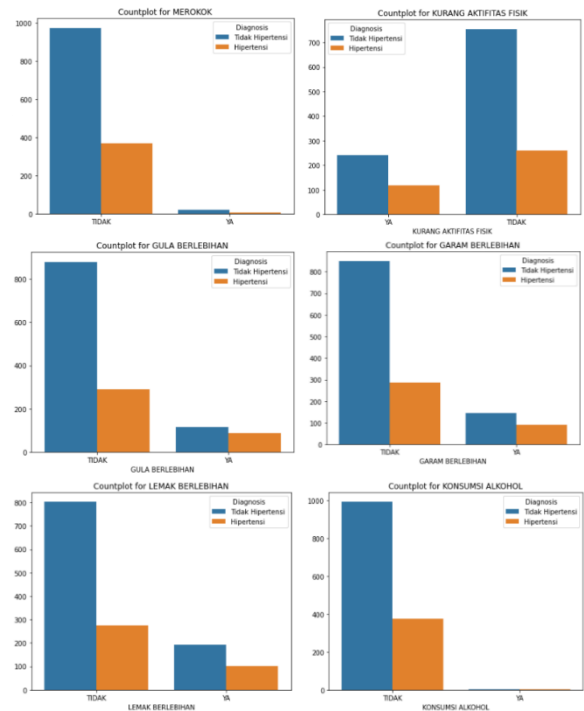 Countplot for MEROKOK
Diagnosis
Tidak Hipertensi
Hipertensi
1000
800
600
400
200
0
TIDAK
YA
Countplot for KURANG AKTIFITAS FISIK
Diagnosis
Tidak Hipertensi
Hipertensi
700
600
500
400
300
200
100
0
YA
TIDAK
KURANG AKTIFITAS FISIK
Countplot for GULA BERLEBIHAN
Diagnosis
Tidak Hipertensi
Hipertensi
800
600
400
200
0
TIDAK
YA
GULA BERLEBIHAN
Countplot for GARAM BERLEBIHAN
Diagnosis
Tidak Hipertensi
Hipertensi
800
700
600
500
400
300
200
100
0
TIDAK
YA
GARAM BERLEBIHAN
Countplot for LEMAK BERLEBIHAN
Diagnosis
Tidak Hipertensi
Hipertensi
800
700
600
500
400
300
200
100
0
TIDAK
YA
LEMAK BERLEBIHAN
Countplot for KONSUMSI ALKOHOL
Diagnosis
Tidak Hipertensi
Hipertensi
1000
800
600
400
200
0
TIDAK
YA
KONSUMSI ALKOHOL